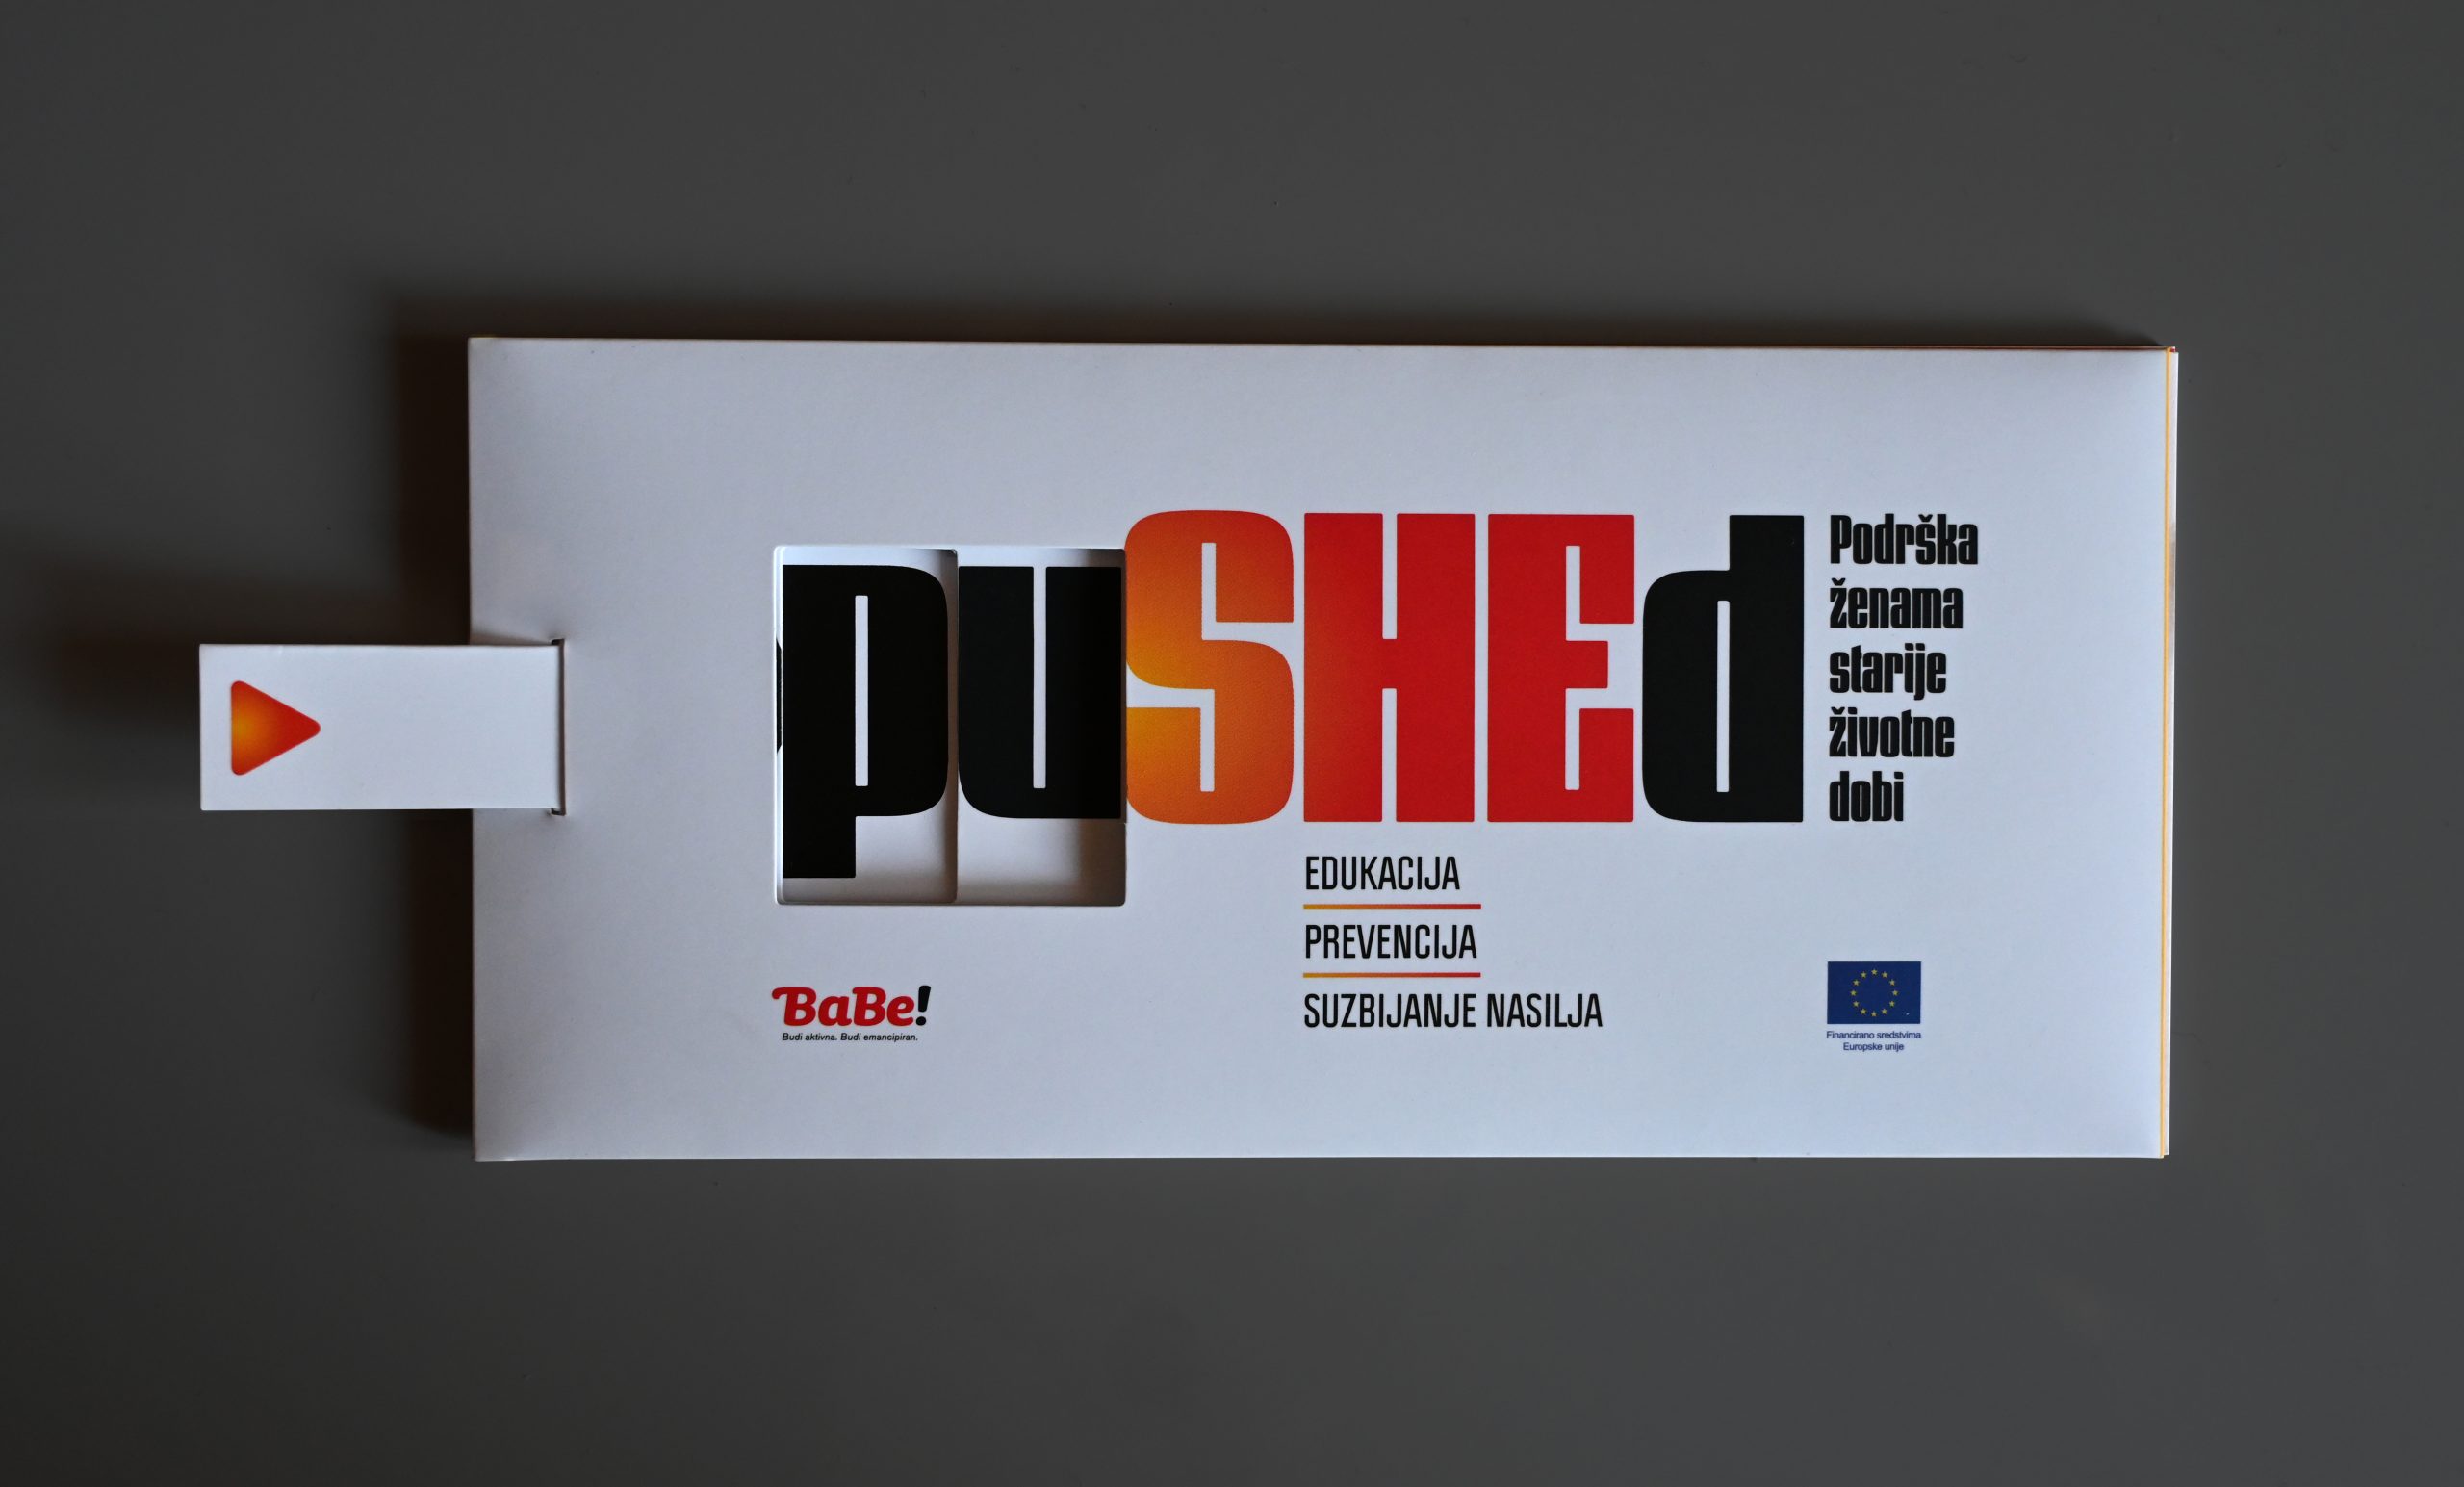 puSHEd
Podrška
ženama
starije
životne
dobi
EDUKACIJA
PREVENCIJA
SUZBIJANJE NASILJA
BaBe!
Budi aktivna. Budi emancipiran.
Financirano sredstvima
Europske unije